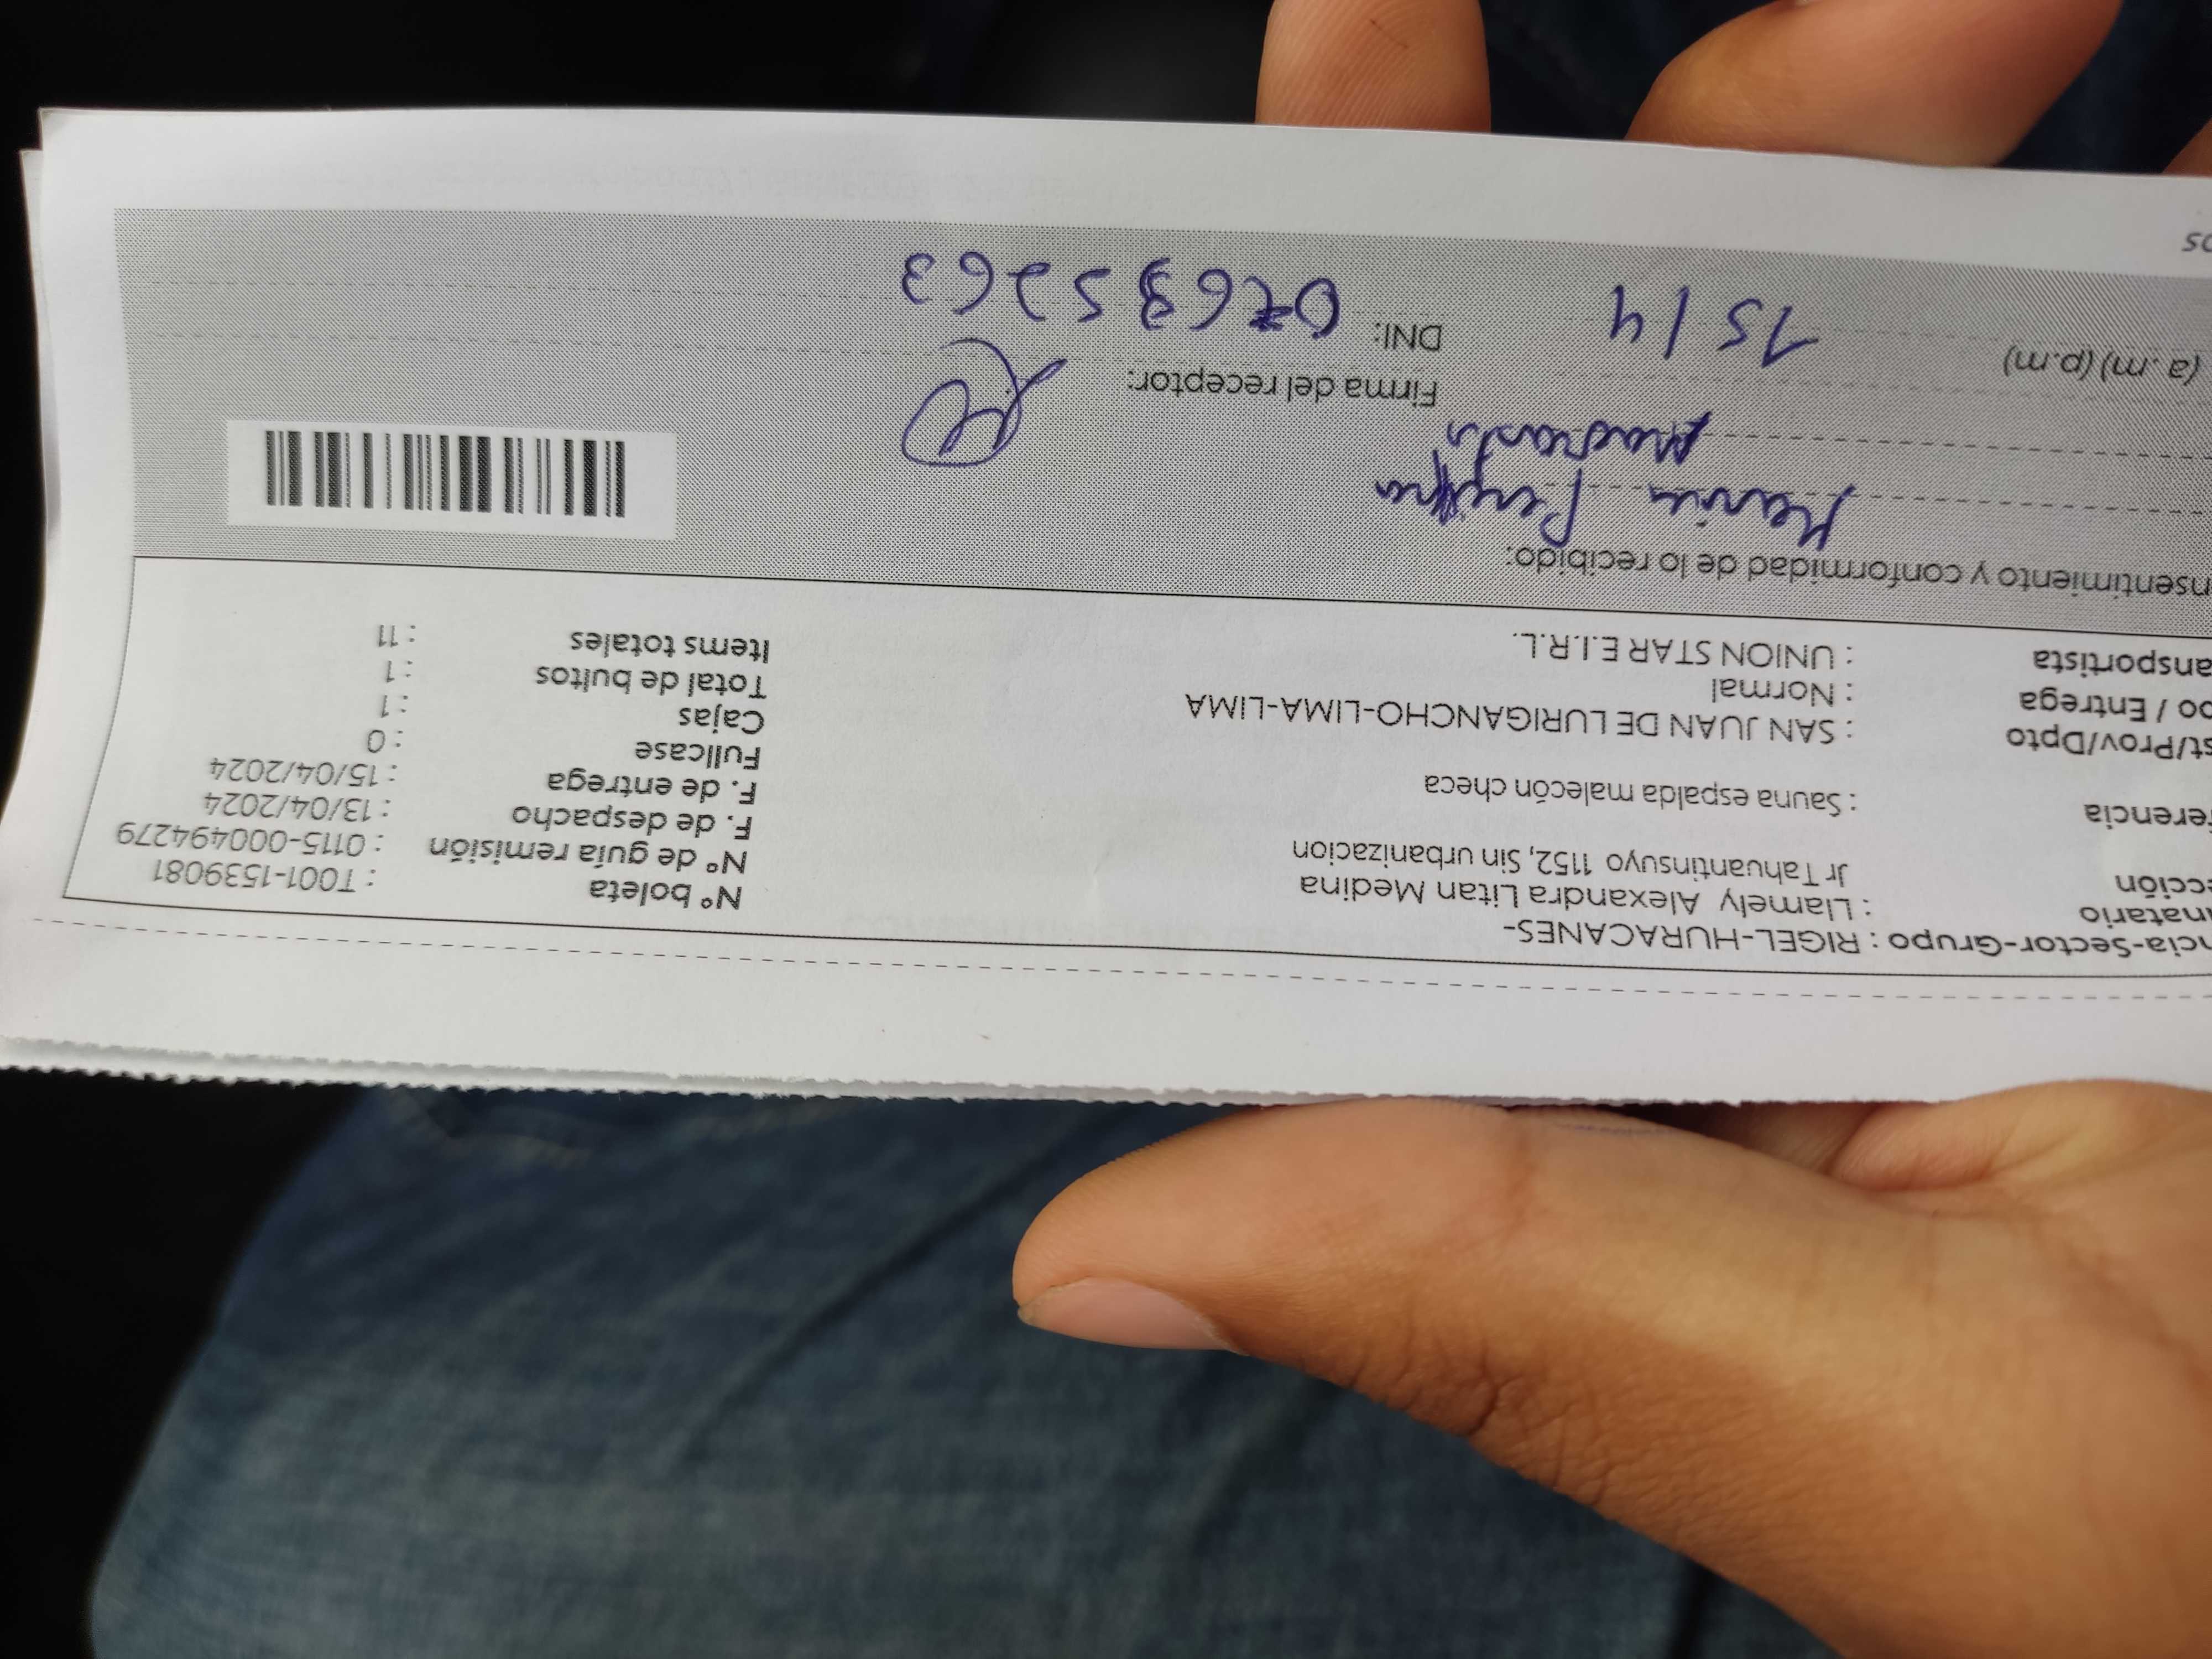 ncia-Sector-Grupo : RIGEL-HURACANES-
natario : Llamely Alexandra Litan Medina
cción Jr Tahuantinsuyo 1152, Sin urbanizacion
erencia : Sauna espalda malecón checa
st/Prov/Dpto : SAN JUAN DE LURIGANCHO-LIMA-LIMA
po / Entrega : Normal
ansportista : UNION STAR E.I.R.L.
N° boleta : T001-1539081
N° de guía remisión : 0115-000494279
F. de despacho : 13/04/2024
F. de entrega : 15/04/2024
Fullcase : 0
Cajas : 1
Total de bultos : 1
Items totales : 11
nsentimiento y conformidad de lo recibido:
Firma del receptor:
(a .m) (p.m) 15/4
DNI:
os